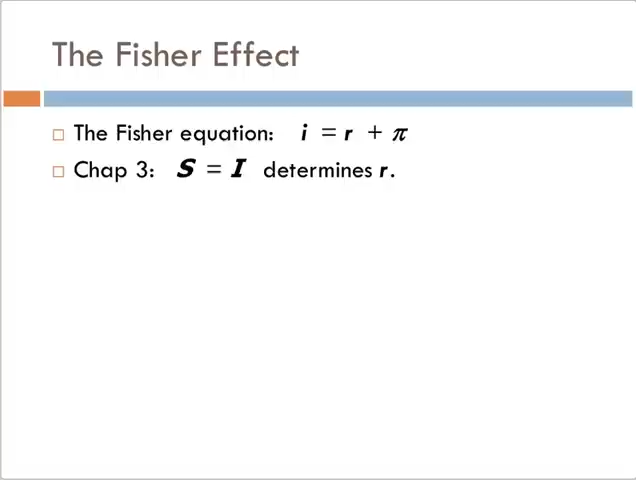 The Fisher Effect
The Fisher equation: i = r + π
Chap 3: S = I determines r.